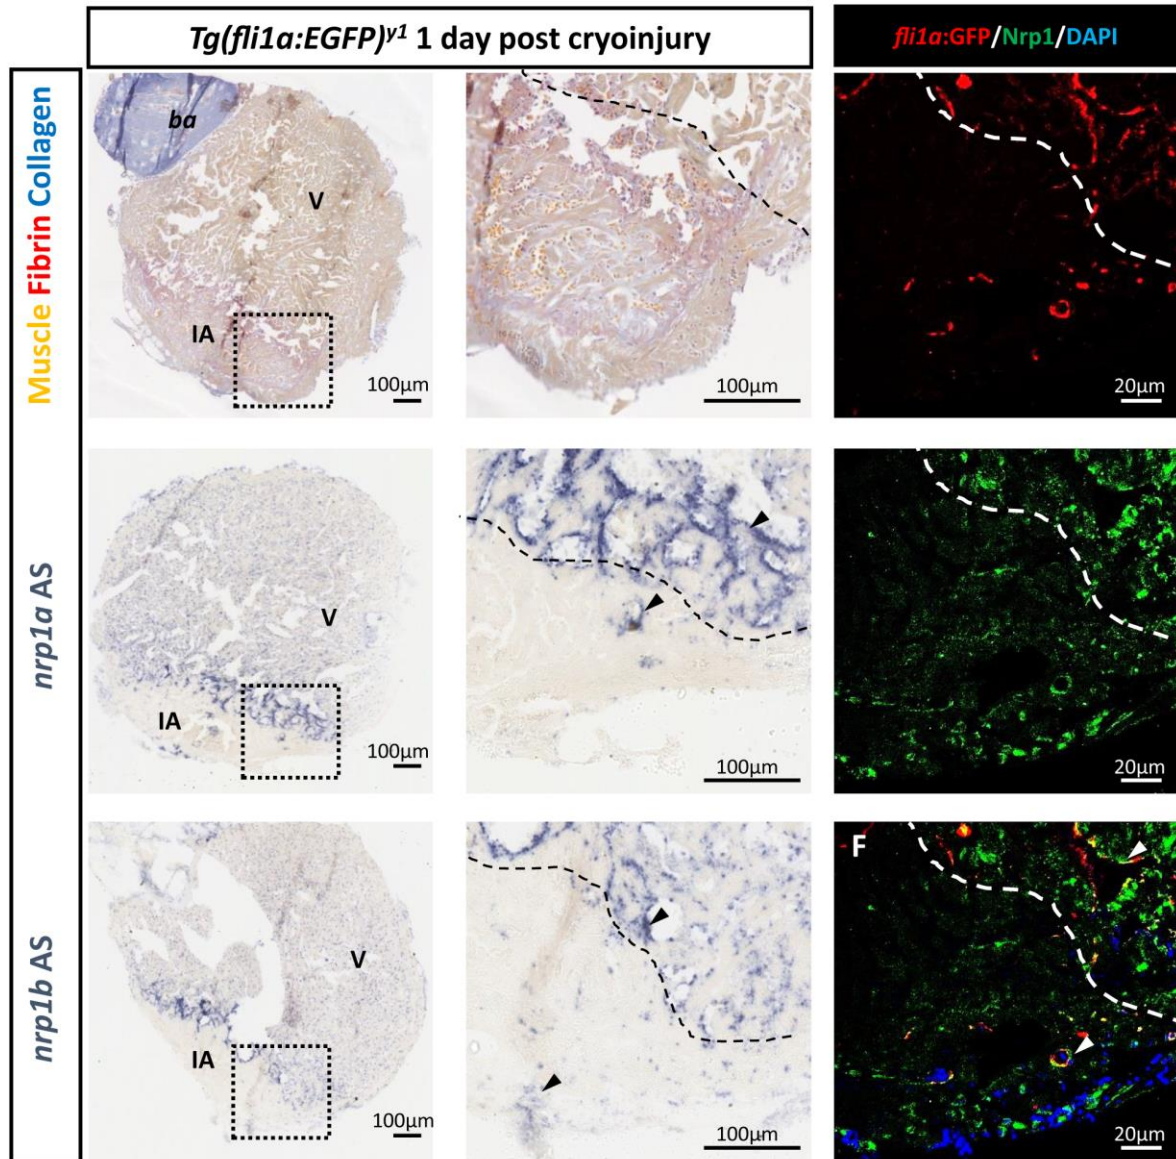 Tg(fli1a:EGFP)ʸ¹ 1 day post cryoinjury
fli1a:GFP/Nrp1/DAPI
Muscle Fibrin Collagen
ba
V
IA
100µm
100µm
20µm
nrp1a AS
V
IA
100µm
100µm
20µm
nrp1b AS
V
IA
100µm
100µm
F
20µm